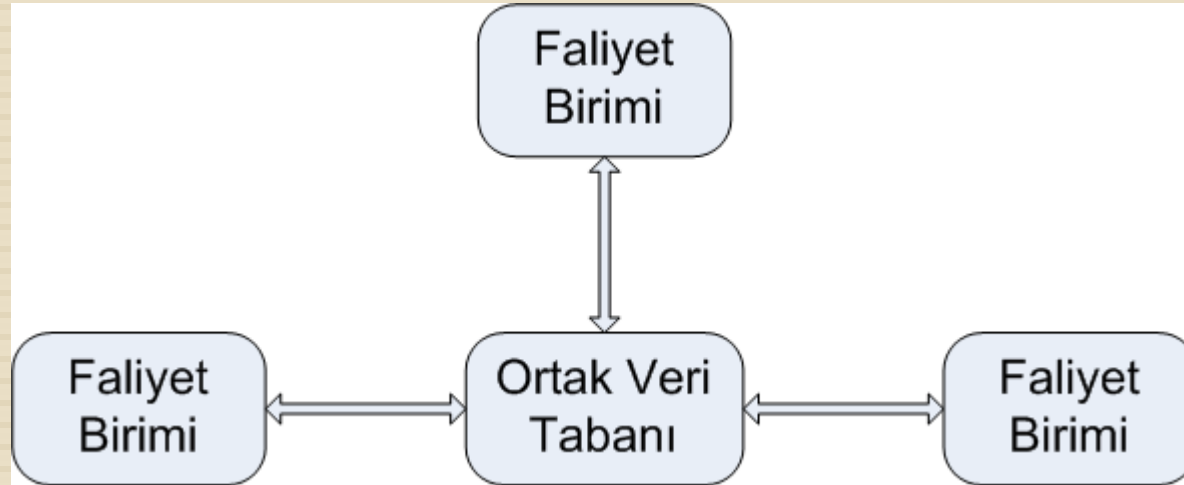 Faliyet
Birimi
Faliyet
Birimi
Ortak Veri
Tabanı
Faliyet
Birimi